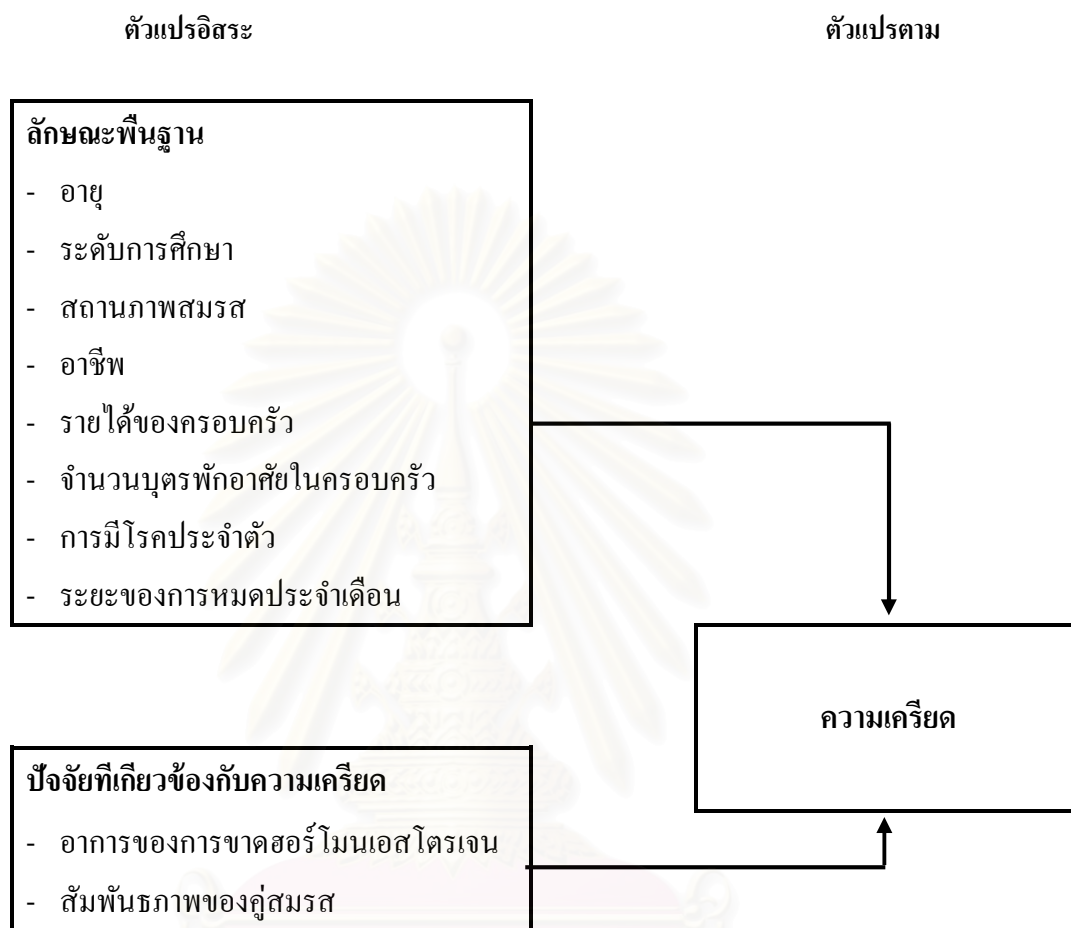 ตัวแปรอิสระ
ตัวแปรตาม
ลักษณะพื้นฐาน
- อายุ
- ระดับการศึกษา
- สถานภาพสมรส
- อาชีพ
- รายได้ของครอบครัว
- จำนวนบุตรพักอาศัยในครอบครัว
- การมีโรคประจำตัว
- ระยะของการหมดประจำเดือน
ความเครียด
ปัจจัยที่เกี่ยวข้องกับความเครียด
- อาการของการขาดฮอร์โมนเอสโตรเจน
- สัมพันธภาพของคู่สมรส